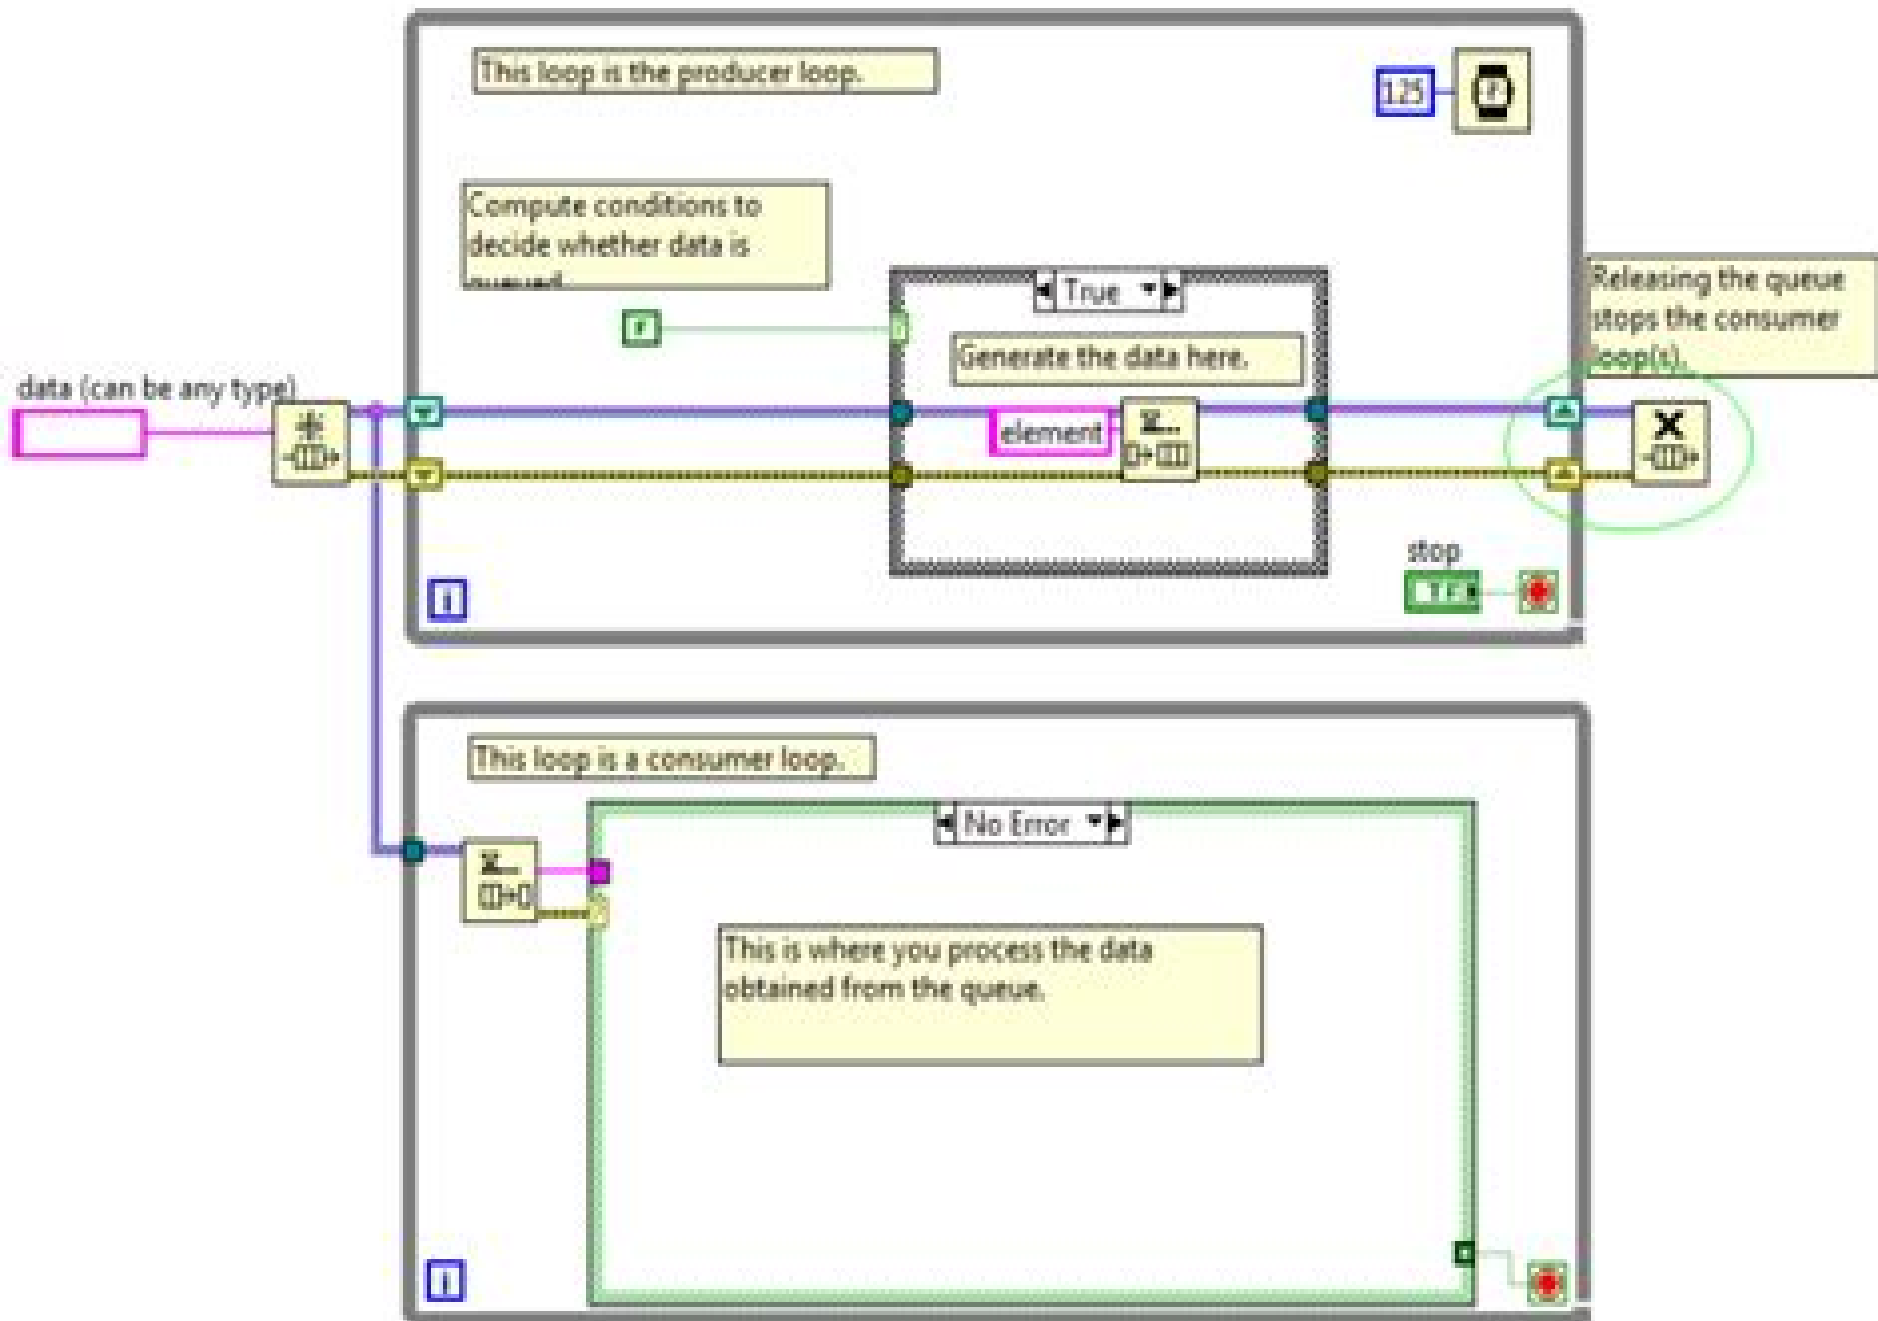 This loop is the producer loop.
125
Compute conditions to
decide whether data is
queued
True
Releasing the queue
stops the consumer
loop(s).
Generate the data here.
data (can be any type)
element
stop
i
This loop is a consumer loop.
No Error
This is where you process the data
obtained from the queue.
i